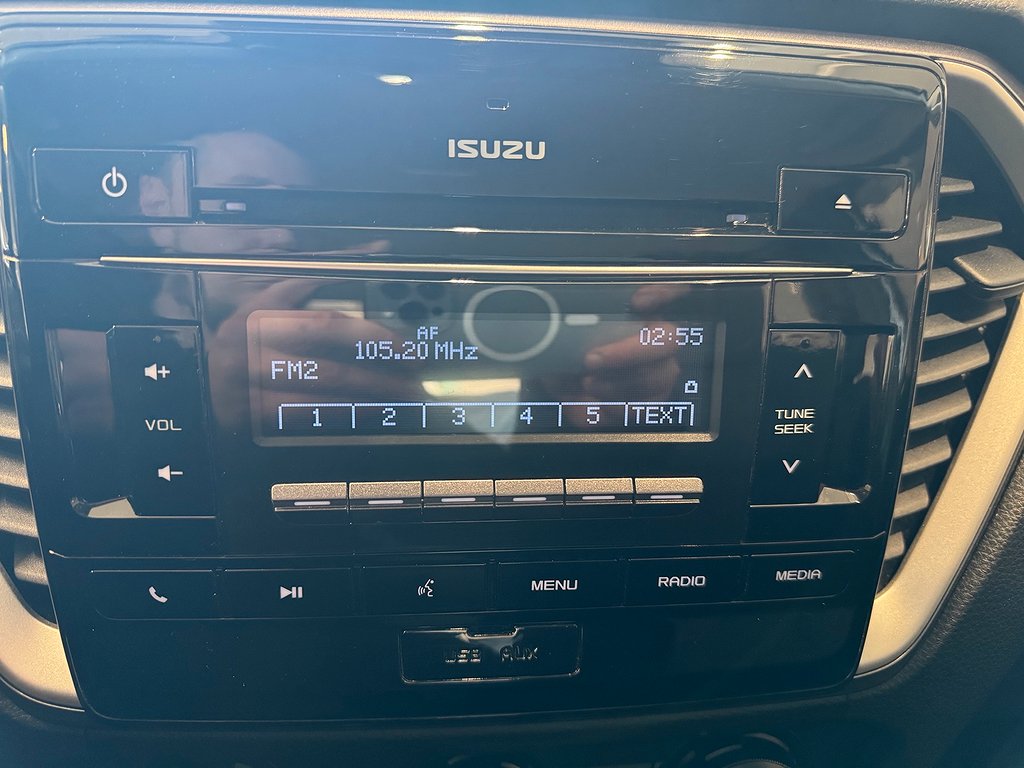 ISUZU
AF
105.20 MHz
02:55
FM2
1 2 3 4 5 TEXT
VOL
TUNE
SEEK
MENU RADIO MEDIA
USB AUX